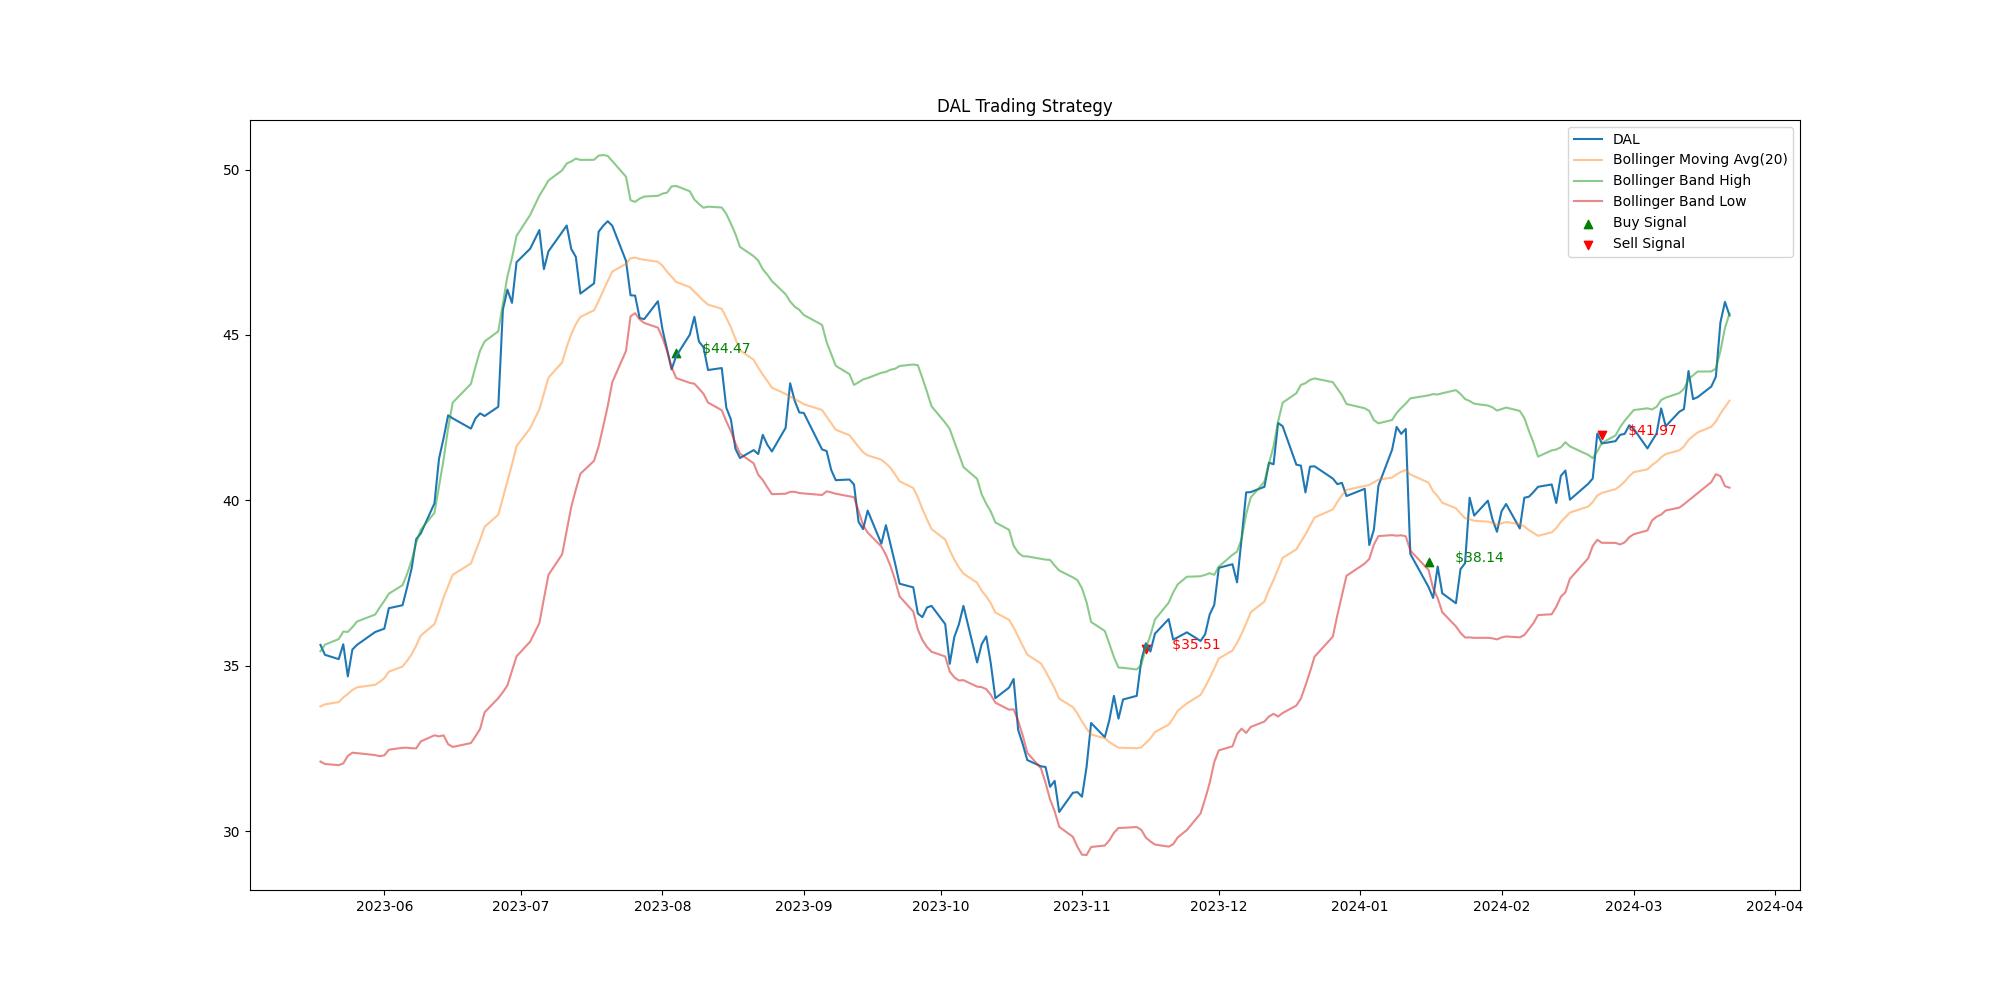 DAL Trading Strategy
DAL
Bollinger Moving Avg(20)
Bollinger Band High
Bollinger Band Low
Buy Signal
Sell Signal
50
45
40
35
30
$44.47
$41.97
$38.14
$35.51
2023-06
2023-07
2023-08
2023-09
2023-10
2023-11
2023-12
2024-01
2024-02
2024-03
2024-04